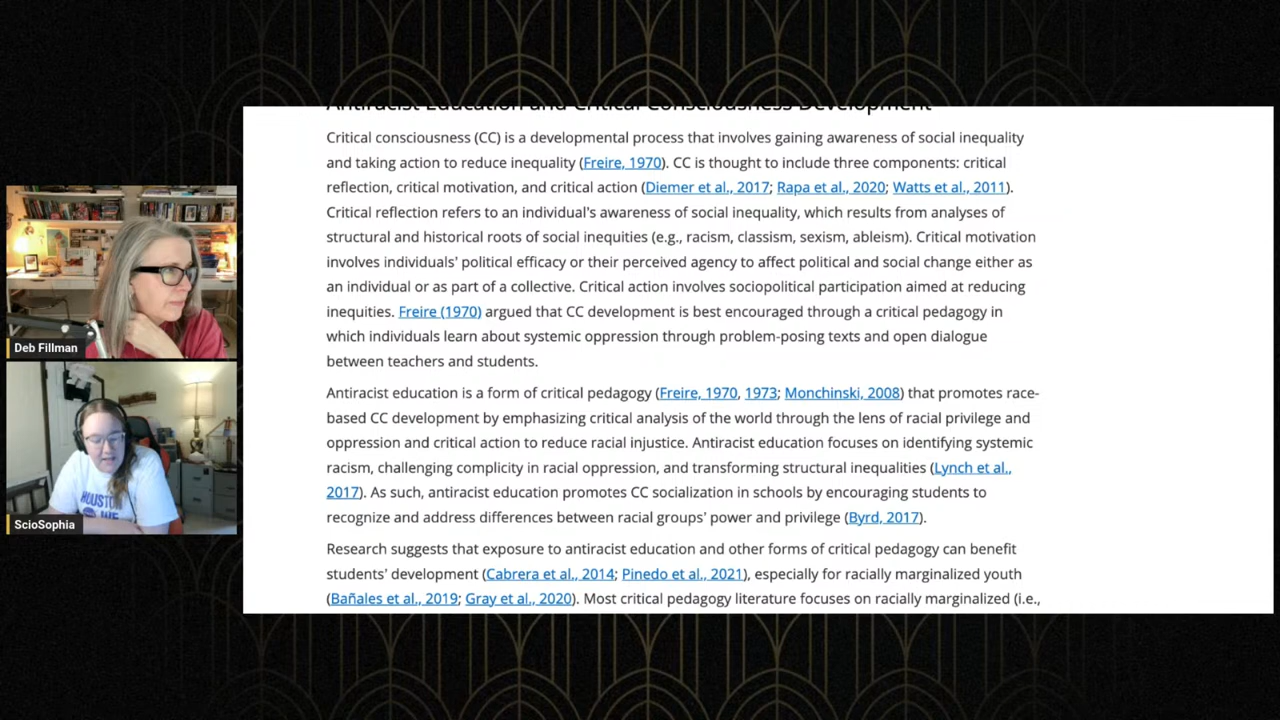 Antiracist Education and Critical Consciousness Development
Critical consciousness (CC) is a developmental process that involves gaining awareness of social inequality
and taking action to reduce inequality (Freire, 1970). CC is thought to include three components: critical
reflection, critical motivation, and critical action (Diemer et al., 2017; Rapa et al., 2020; Watts et al., 2011).
Critical reflection refers to an individual's awareness of social inequality, which results from analyses of
structural and historical roots of social inequities (e.g., racism, classism, sexism, ableism). Critical motivation
involves individuals' political efficacy or their perceived agency to affect political and social change either as
an individual or as part of a collective. Critical action involves sociopolitical participation aimed at reducing
inequities. Freire (1970) argued that CC development is best encouraged through a critical pedagogy in
which individuals learn about systemic oppression through problem-posing texts and open dialogue
between teachers and students.
Antiracist education is a form of critical pedagogy (Freire, 1970, 1973; Monchinski, 2008) that promotes race-
based CC development by emphasizing critical analysis of the world through the lens of racial privilege and
oppression and critical action to reduce racial injustice. Antiracist education focuses on identifying systemic
racism, challenging complicity in racial oppression, and transforming structural inequalities (Lynch et al.,
2017). As such, antiracist education promotes CC socialization in schools by encouraging students to
recognize and address differences between racial groups' power and privilege (Byrd, 2017).
Research suggests that exposure to antiracist education and other forms of critical pedagogy can benefit
students' development (Cabrera et al., 2014; Pinedo et al., 2021), especially for racially marginalized youth
(Bañales et al., 2019; Gray et al., 2020). Most critical pedagogy literature focuses on racially marginalized (i.e.,
Deb Fillman
HOUSTON
WE
ScioSophia